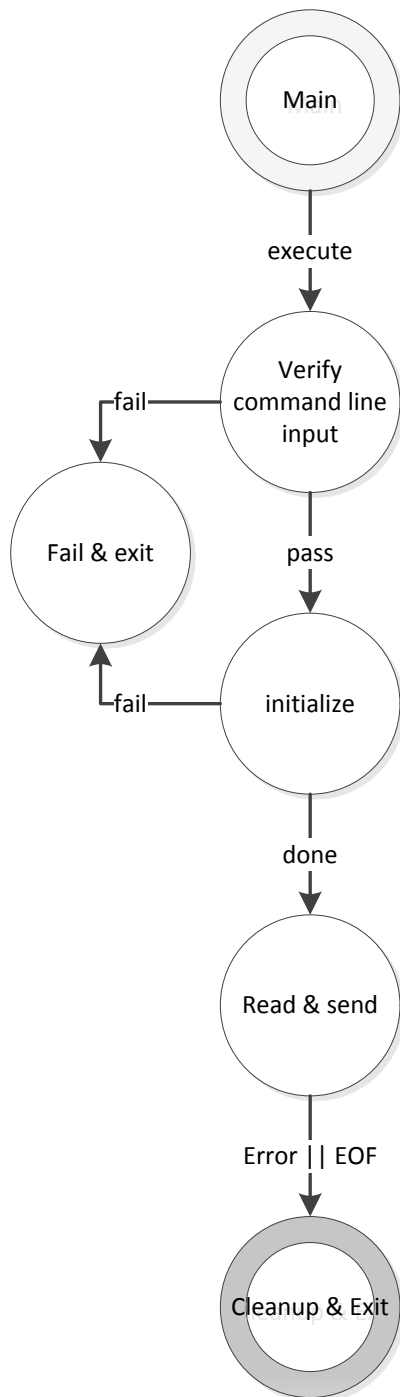 Main
execute
Verify
command line
input
fail
Fail & exit
pass
fail
initialize
done
Read & send
Error || EOF
Cleanup & Exit